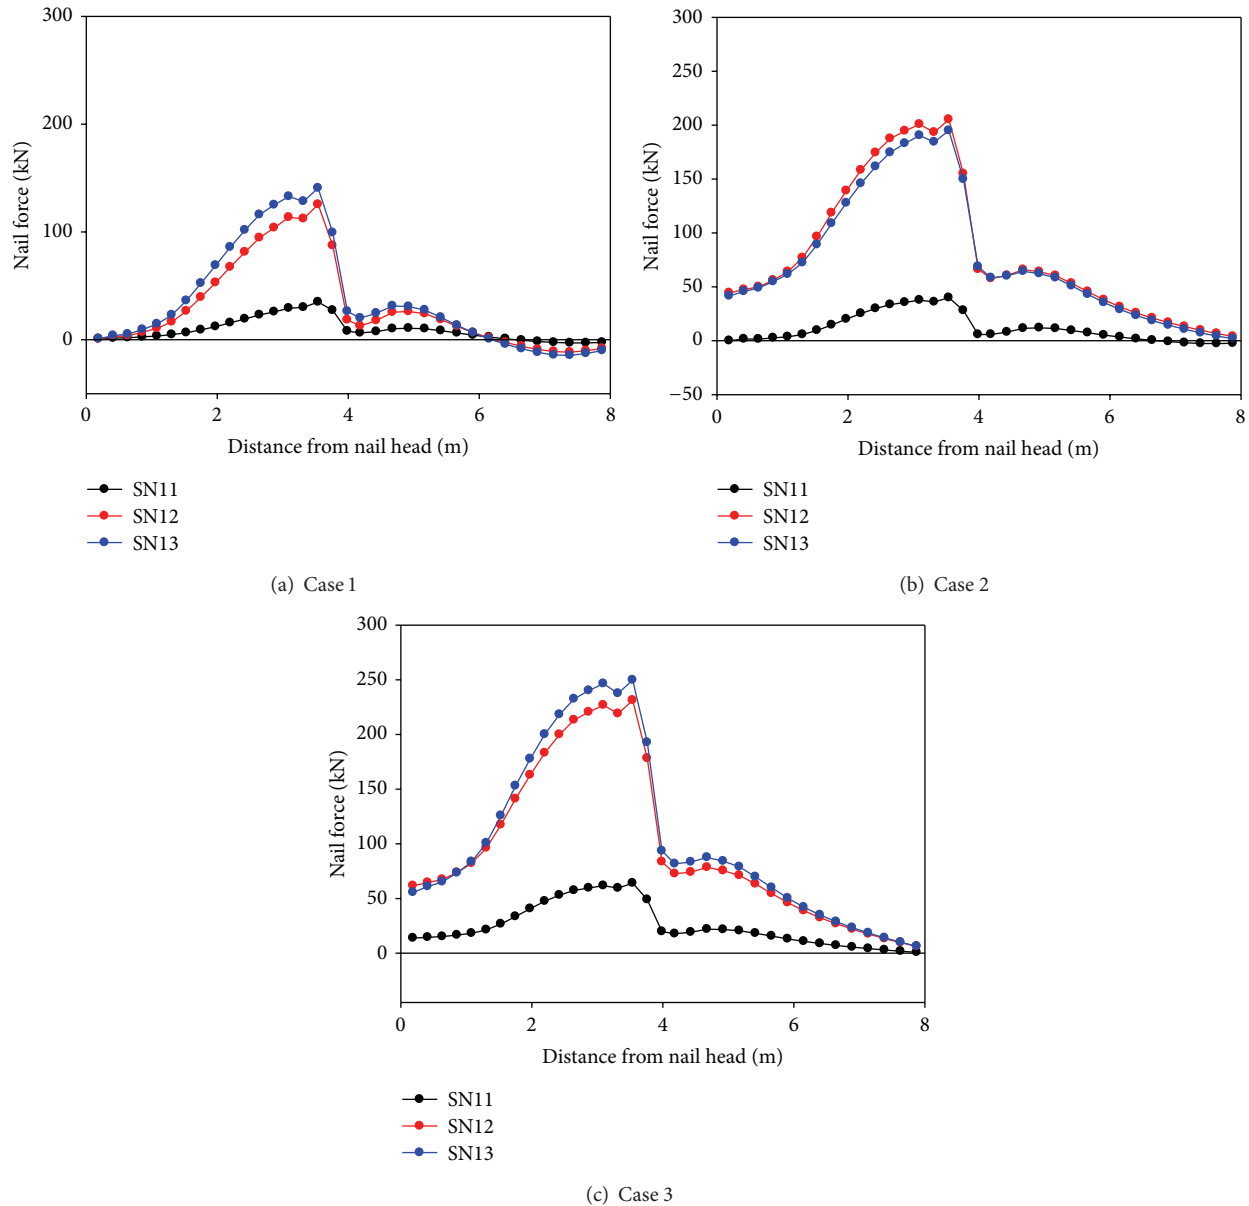 300
200
100
0
Nail force (kN)
0 2 4 6 8
Distance from nail head (m)
SN11
SN12
SN13
(a) Case 1
300
250
200
150
100
50
0
−50
Nail force (kN)
0 2 4 6 8
Distance from nail head (m)
SN11
SN12
SN13
(b) Case 2
300
250
200
150
100
50
0
Nail force (kN)
0 2 4 6 8
Distance from nail head (m)
SN11
SN12
SN13
(c) Case 3